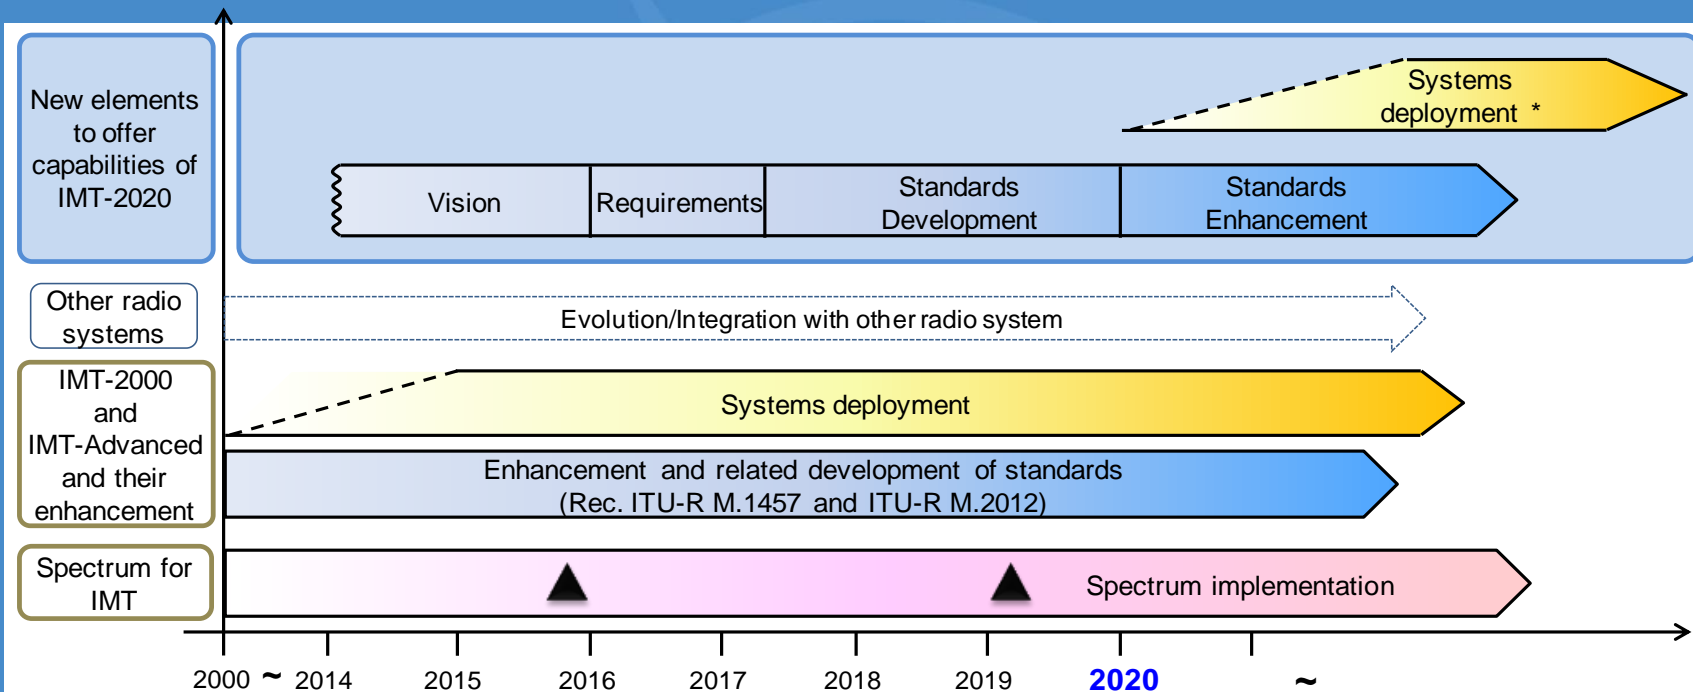 New elements
to offer
capabilities of
IMT-2020
Systems
deployment *
Vision
Requirements
Standards
Development
Standards
Enhancement
Other radio
systems
Evolution/Integration with other radio system
IMT-2000
and
IMT-Advanced
and their
enhancement
Systems deployment
Enhancement and related development of standards
(Rec. ITU-R M.1457 and ITU-R M.2012)
Spectrum for
IMT
Spectrum implementation
2000 ~ 2014 2015 2016 2017 2018 2019 2020 ~